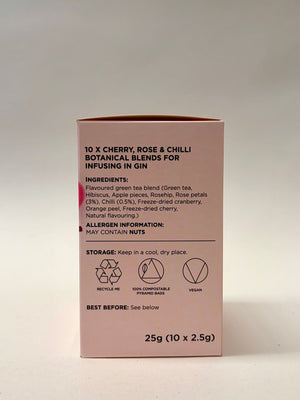 10 X CHERRY, ROSE & CHILLI
BOTANICAL BLENDS FOR
INFUSING IN GIN
INGREDIENTS:
Flavoured green tea blend (Green tea,
Hibiscus, Apple pieces, Rosehip, Rose petals
(3%), Chilli (0.5%), Freeze-dried cranberry,
Orange peel, Freeze-dried cherry,
Natural flavouring.)
ALLERGEN INFORMATION:
MAY CONTAIN NUTS
STORAGE: Keep in a cool, dry place.
RECYCLE ME
100% COMPOSTABLE
PYRAMID BAGS
VEGAN
BEST BEFORE: See below
25g (10 x 2.5g)